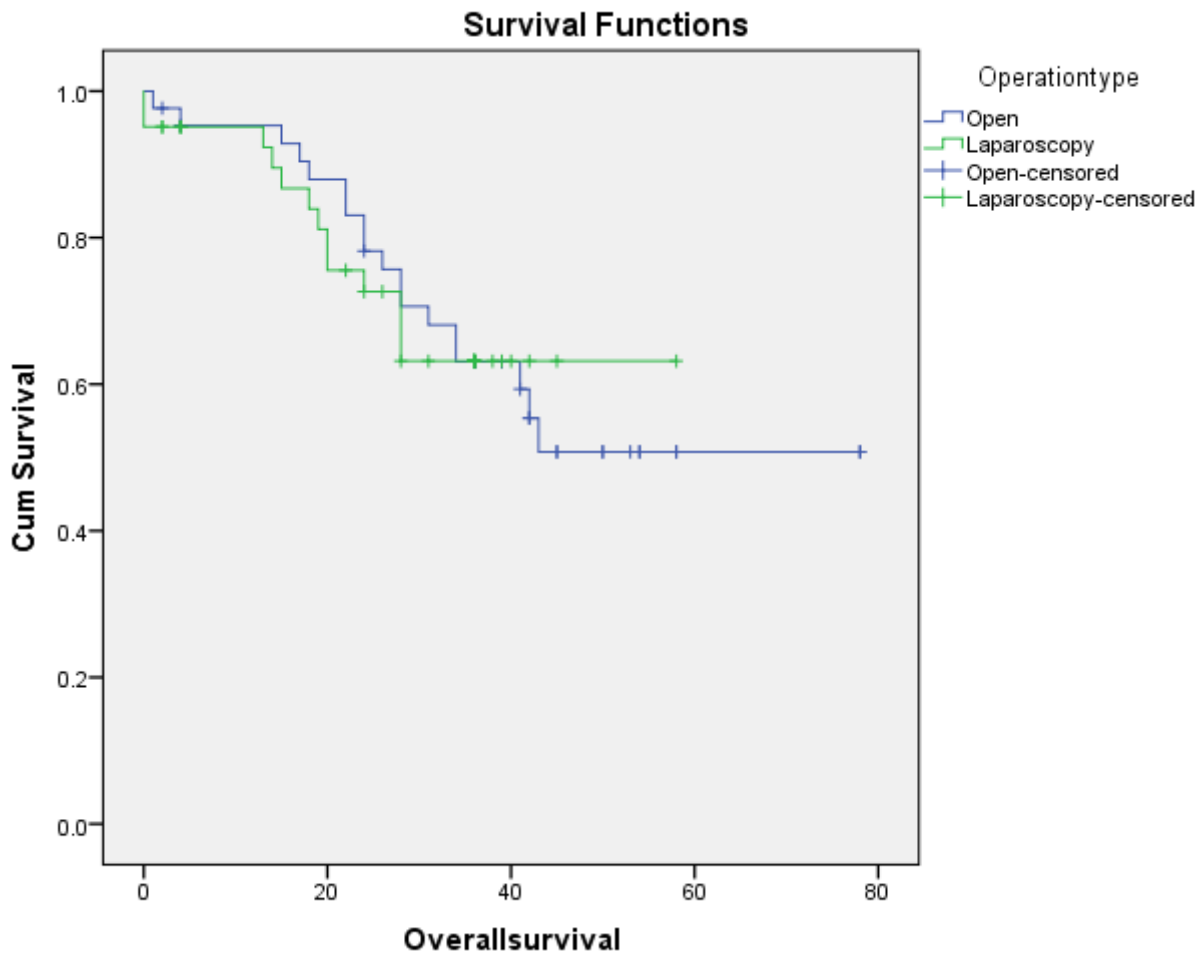 Survival Functions
Operationtype
Open
Laparoscopy
Open-censored
Laparoscopy-censored
Cum Survival
1.0
0.8
0.6
0.4
0.2
0.0
0 20 40 60 80
Overallsurvival